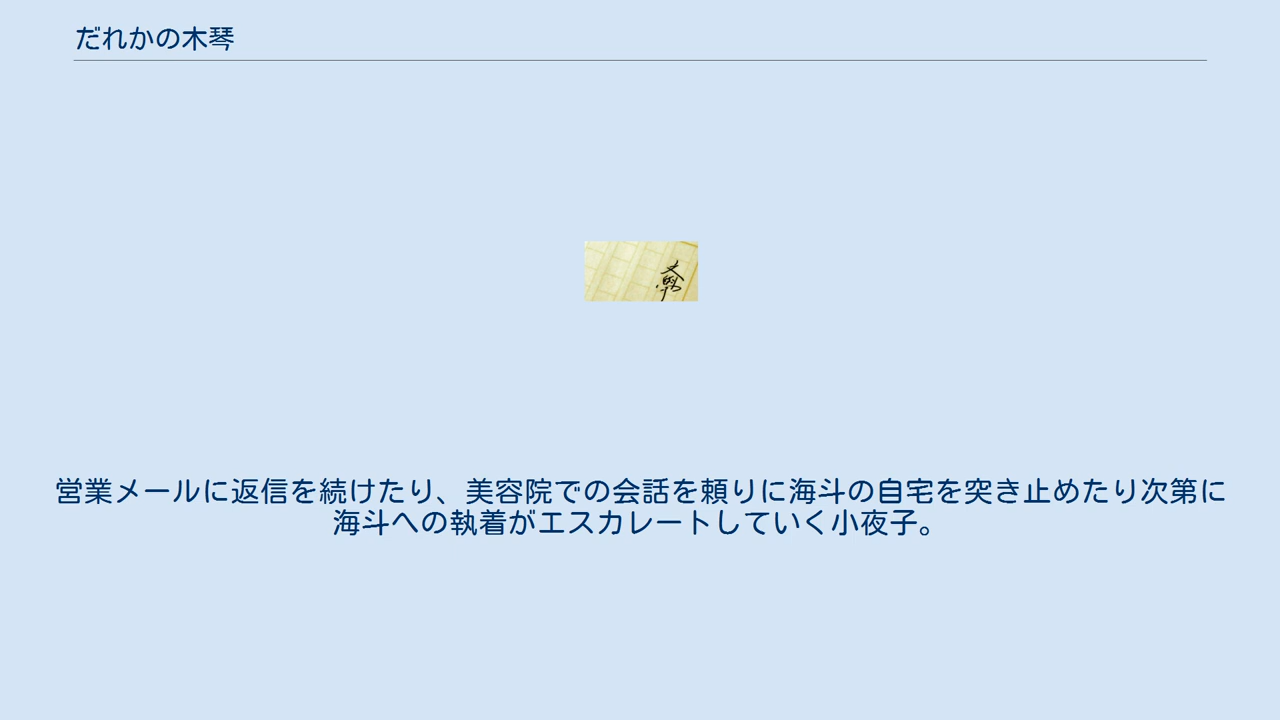 だれかの木琴
営業メールに返信を続けたり、美容院での会話を頼りに海斗の自宅を突き止めたり次第に
海斗への執着がエスカレートしていく小夜子。